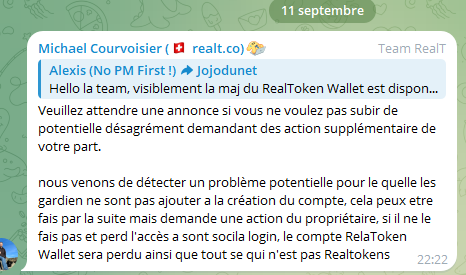 11 septembre
Michael Courvoisier ( 🇨🇭 realt.co) Team RealT
Alexis (No PM First !) Jojodunet
Hello la team, visiblement la maj du RealToken Wallet est dispon...
Veuillez attendre une annonce si vous ne voulez pas subir de
potentielle désagrément demandant des action supplémentaire de
votre part.
nous venons de détecter un problème potentielle pour le quelle les
gardien ne sont pas ajouter a la création du compte, cela peux etre
fais par la suite mais demande une action du propriétaire, si il ne le
fais pas et perd l'accès a sont socila login, le compte RelaToken
Wallet sera perdu ainsi que tout se qui n'est pas Realtokens
22:22